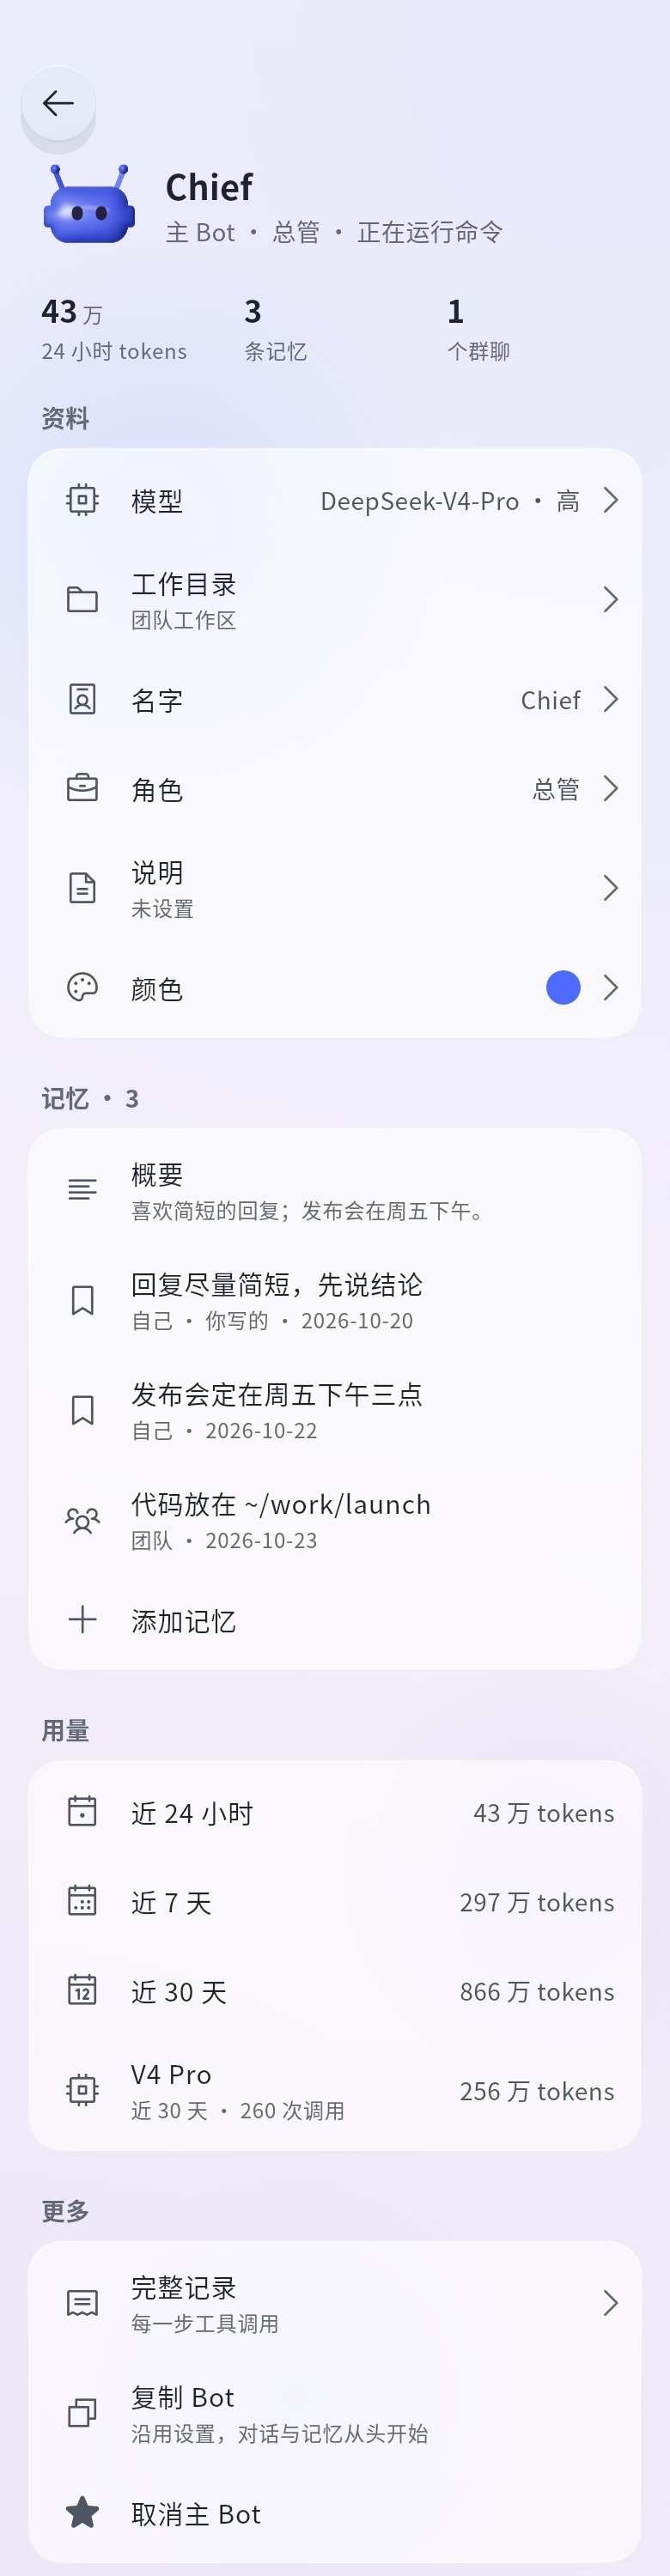 Chief
主 Bot · 总管 · 正在运行命令
43 万
24 小时 tokens
3
条记忆
1
个群聊
资料
模型
DeepSeek-V4-Pro · 高
工作目录
团队工作区
名字
Chief
角色
总管
说明
未设置
颜色
记忆 · 3
概要
喜欢简短的回复；发布会在周五下午。
回复尽量简短，先说结论
自己 · 你写的 · 2026-10-20
发布会定在周五下午三点
自己 · 2026-10-22
代码放在 ~/work/launch
团队 · 2026-10-23
添加记忆
用量
近 24 小时
43 万 tokens
近 7 天
297 万 tokens
12
近 30 天
866 万 tokens
V4 Pro
近 30 天 · 260 次调用
256 万 tokens
更多
完整记录
每一步工具调用
复制 Bot
沿用设置，对话与记忆从头开始
取消主 Bot